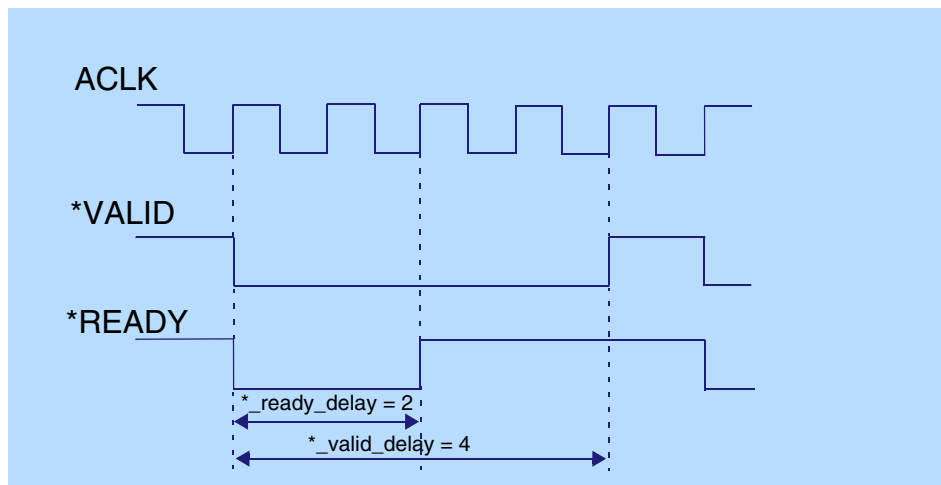 ACLK
*VALID
*READY
*_ready_delay = 2
*_valid_delay = 4